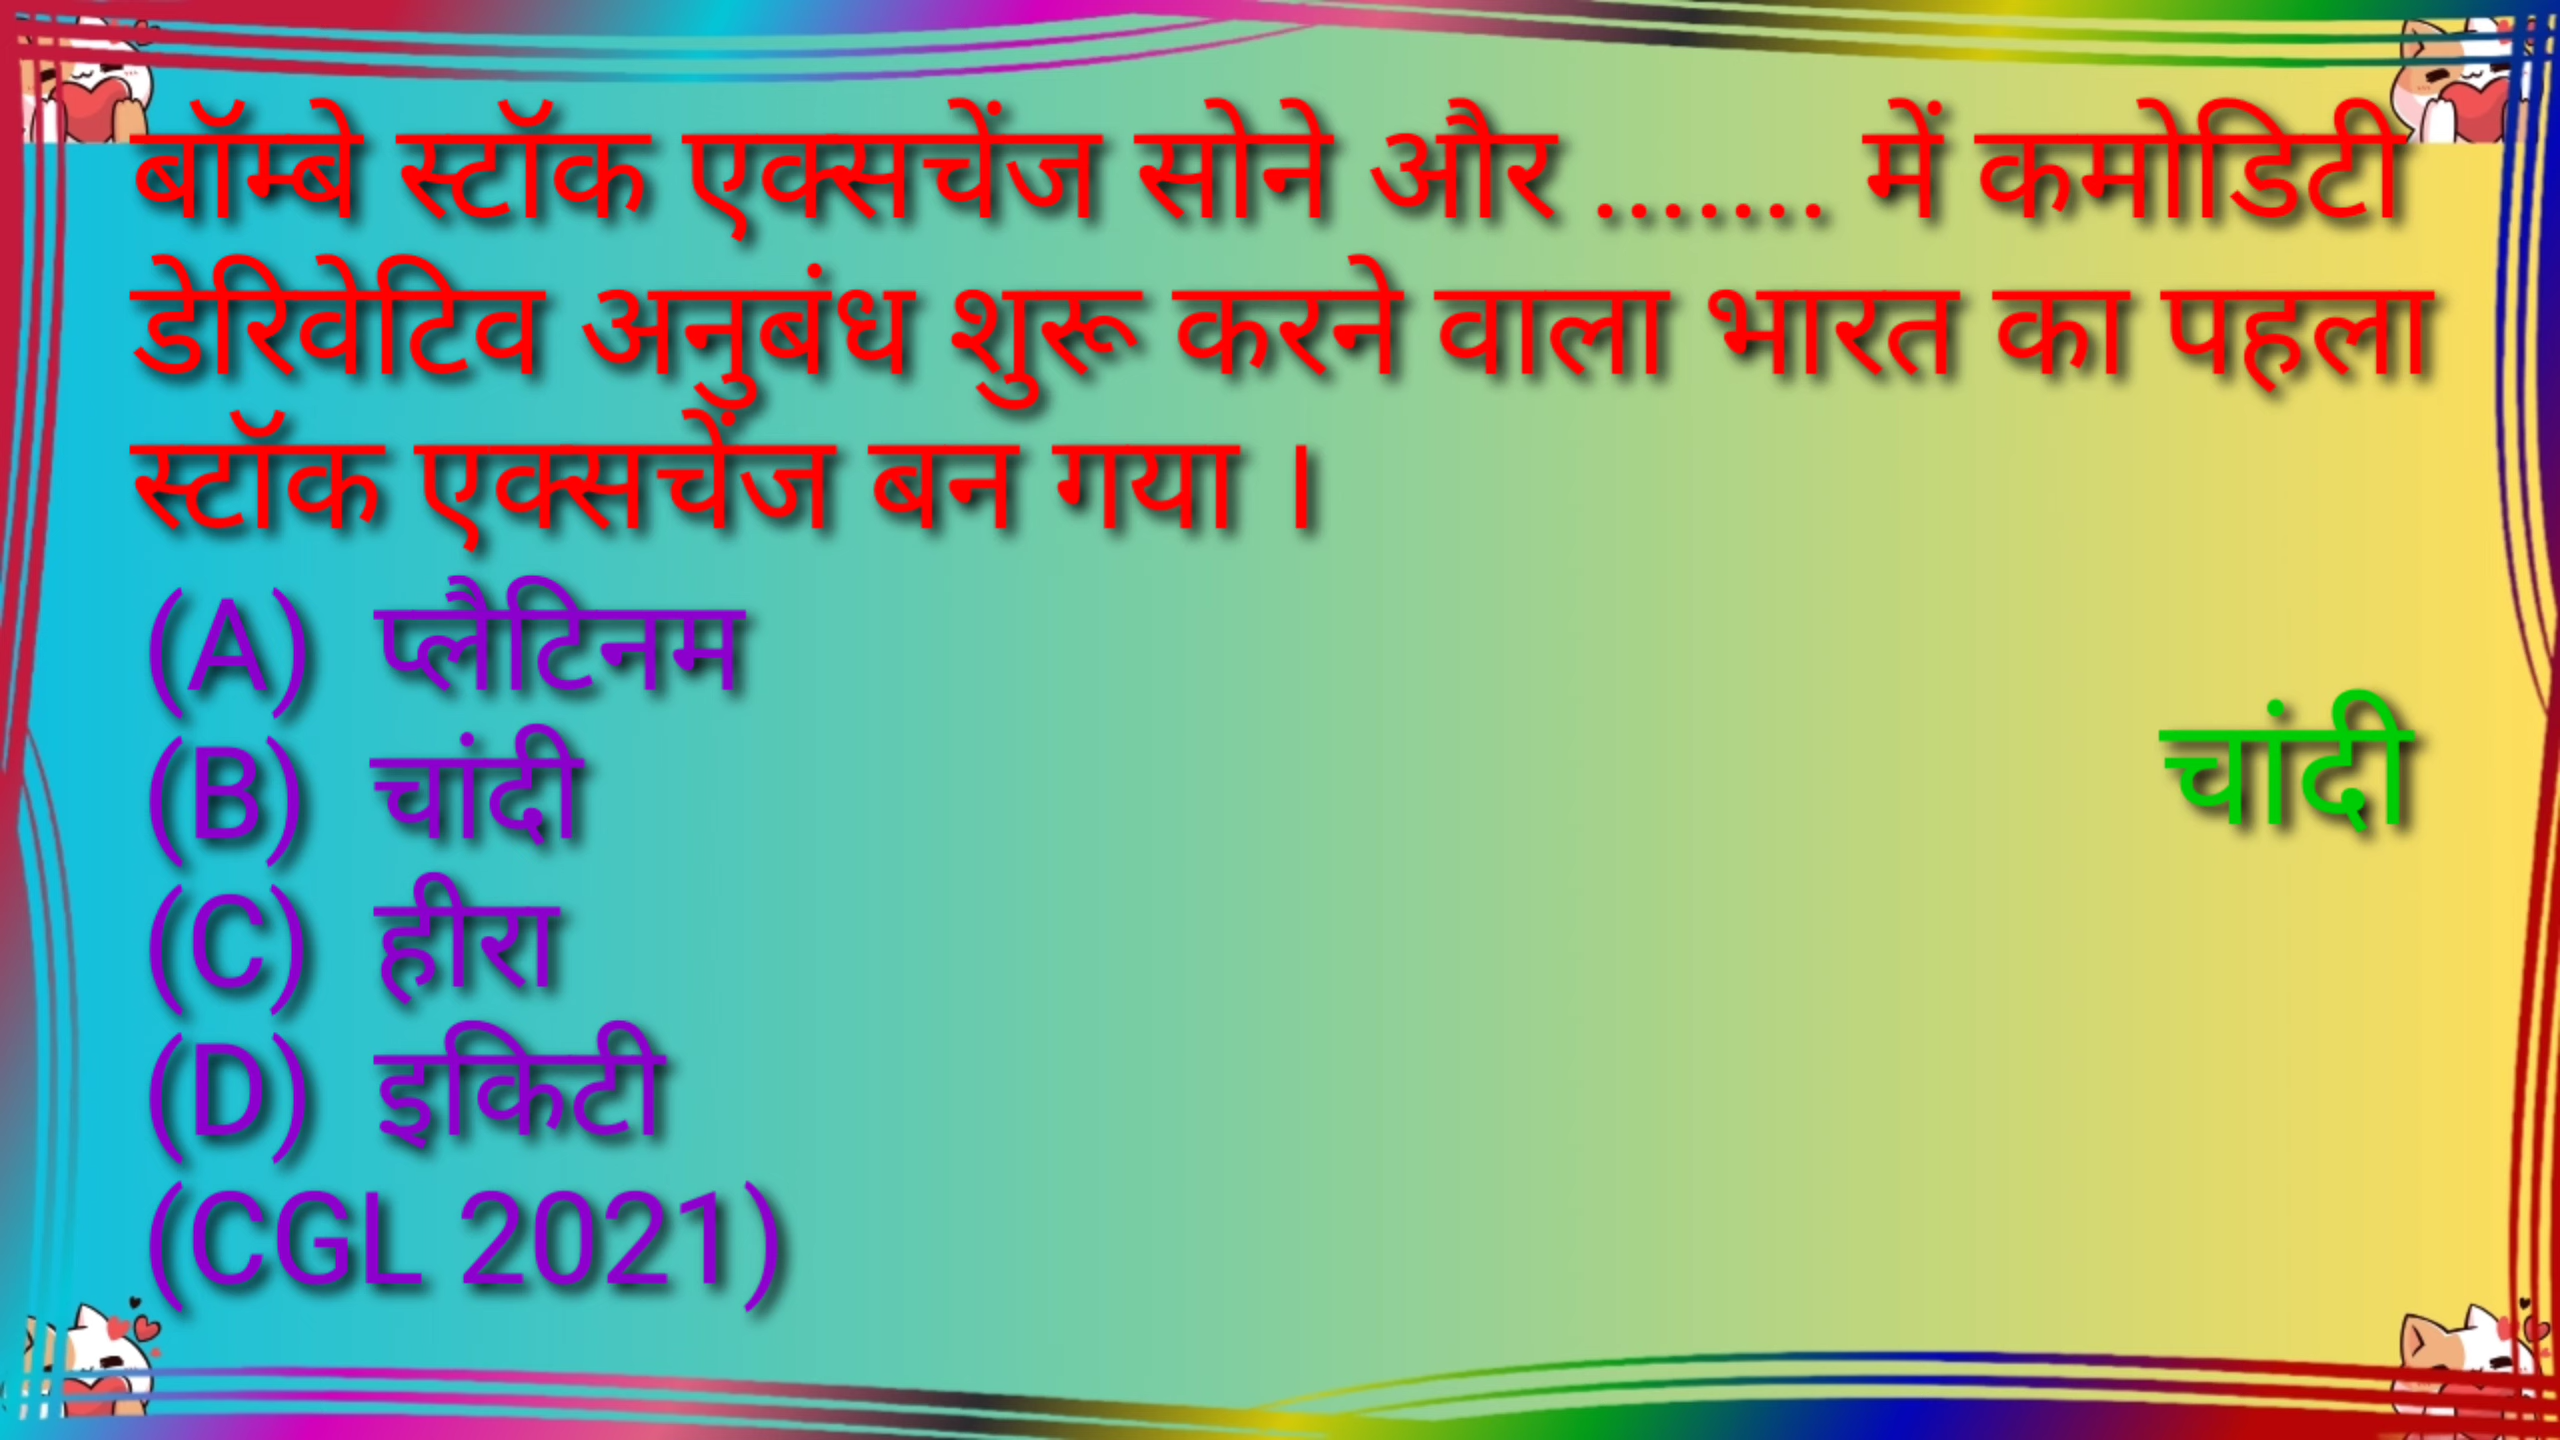 बॉम्बे स्टॉक एक्सचेंज सोने और ....... में कमोडिटी
डेरिवेटिव अनुबंध शुरू करने वाला भारत का पहला
स्टॉक एक्सचेंज बन गया ।
(A) प्लैटिनम
(B) चांदी
चांदी
(C) हीरा
(D) इकिटी
(CGL 2021)